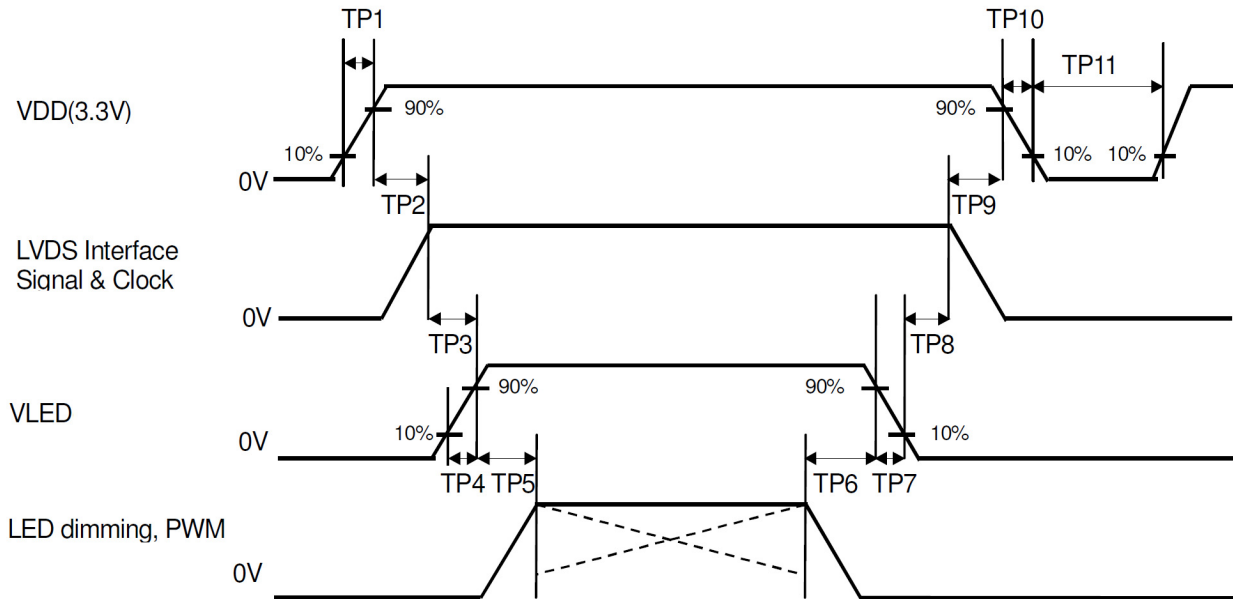 TP1
TP10
TP11
VDD(3.3V)
90%
90%
10%
10%
10%
0V
TP2
TP9
LVDS Interface
Signal & Clock
0V
TP3
TP8
90%
90%
VLED
10%
10%
0V
TP4
TP5
TP6
TP7
LED dimming, PWM
0V